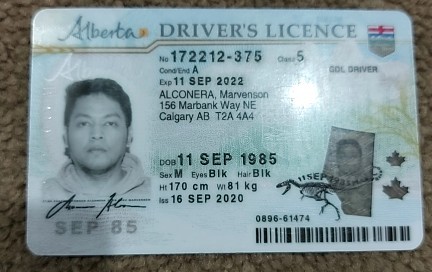 Alberta DRIVER'S LICENCE
No 172212-375 Class 5
Cond/End A GDL DRIVER
Exp 11 SEP 2022
ALCONERA, Marvenson
156 Marbank Way NE
Calgary AB T2A 4A4
DOB 11 SEP 1985
Sex M Eyes Blk Hair Blk
Ht 170 cm Wt 81 kg
Iss 16 SEP 2020
SEP 85
0896-61474